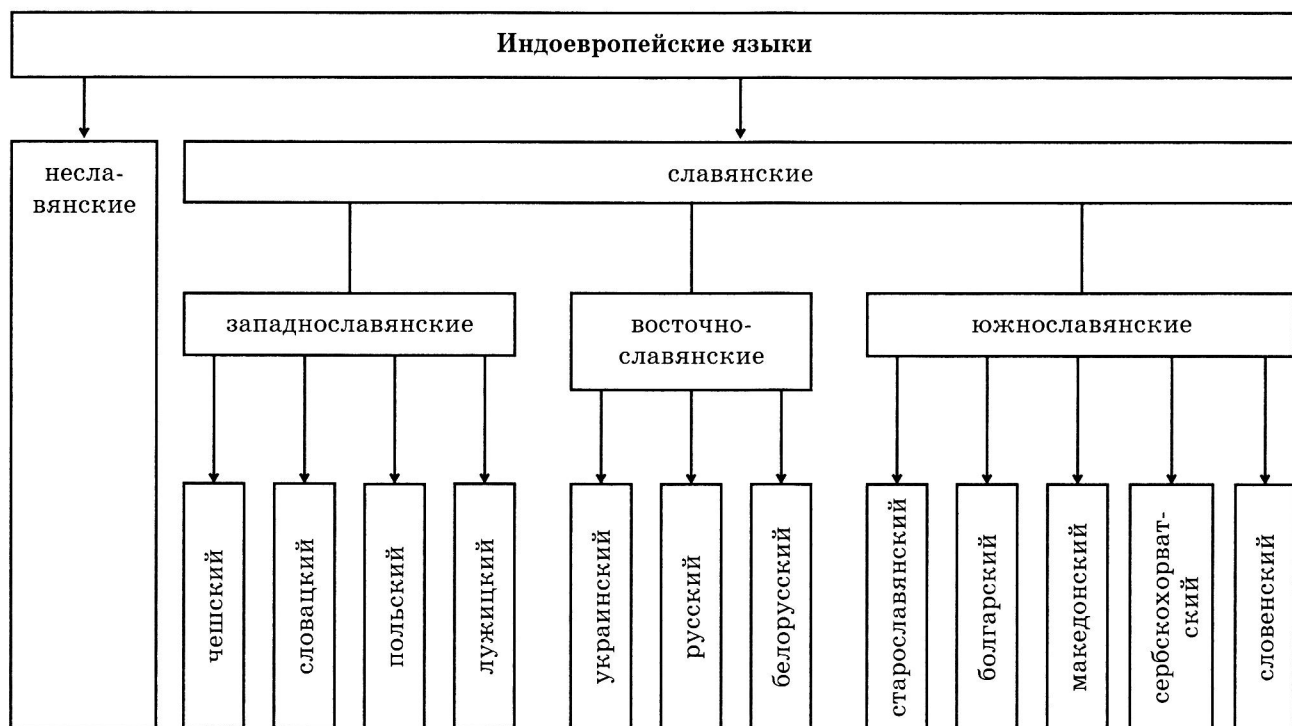 Индоевропейские языки
несла-
вянские
славянские
западнославянские
восточно-
славянские
южнославянские
чешский
словацкий
польский
лужицкий
украинский
русский
белорусский
старославянский
болгарский
македонский
сербскохорват-
ский
словенский